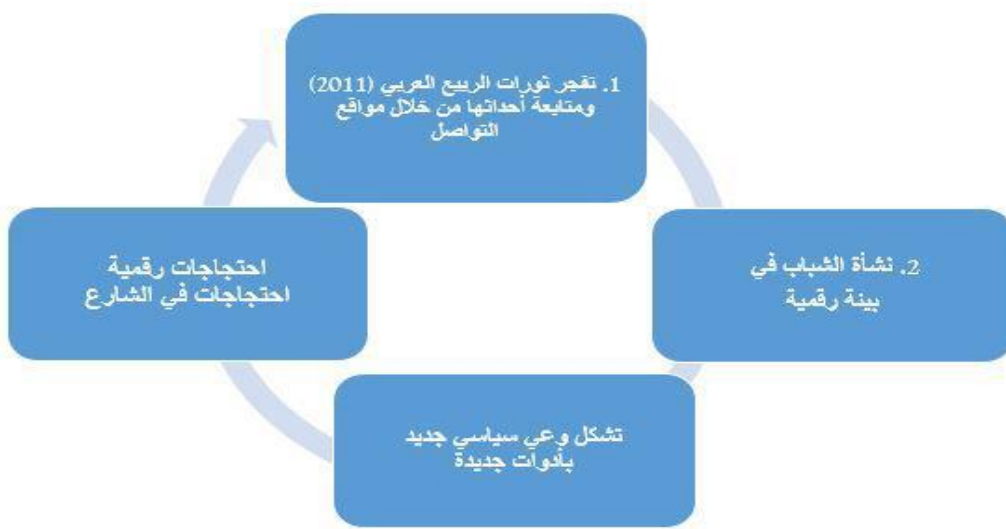 1. تفجر ثورات الربيع العربي (2011)
ومتابعة أحداثها من خلال مواقع
التواصل
2. نشأة الشباب في
بيئة رقمية
تشكل وعي سياسي جديد
بأدوات جديدة
احتجاجات رقمية
احتجاجات في الشارع